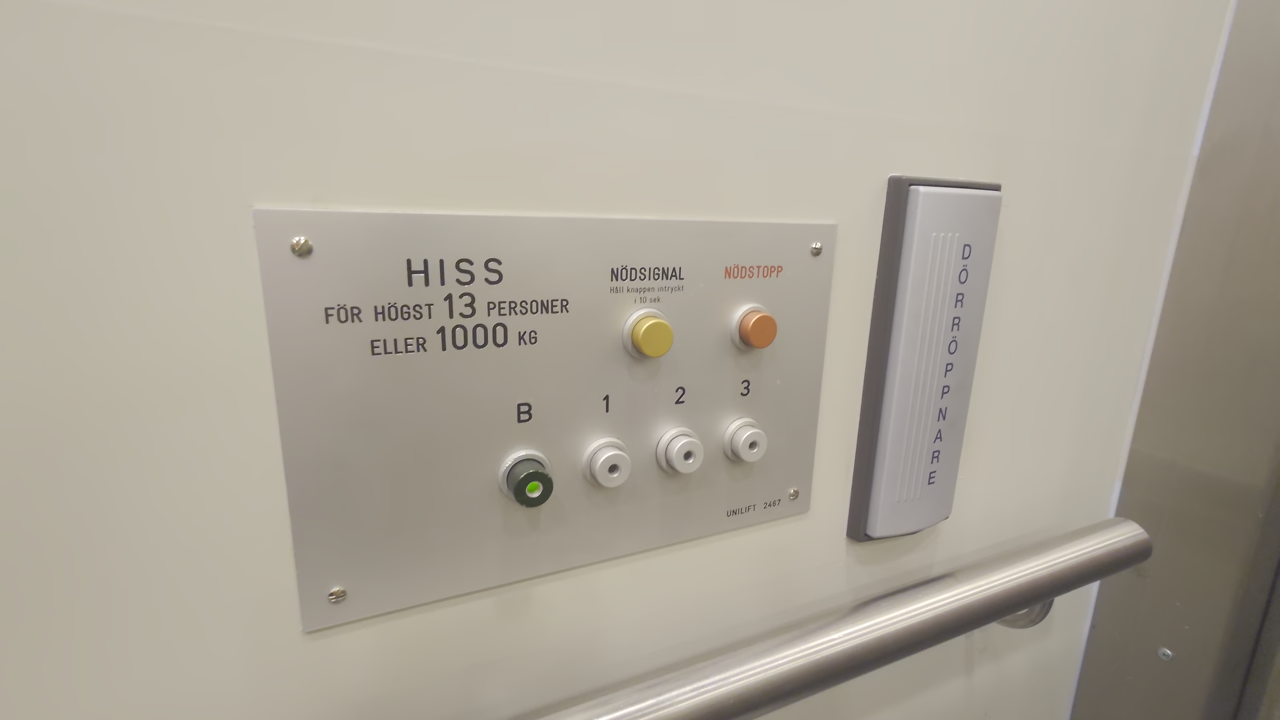 HISS
FÖR HÖGST 13 PERSONER
ELLER 1000 KG
NÖDSIGNAL
Håll knappen intryckt
i 10 sek
NÖDSTOPP
B 1 2 3
UNILIFT 2467
DÖRRÖPPNARE